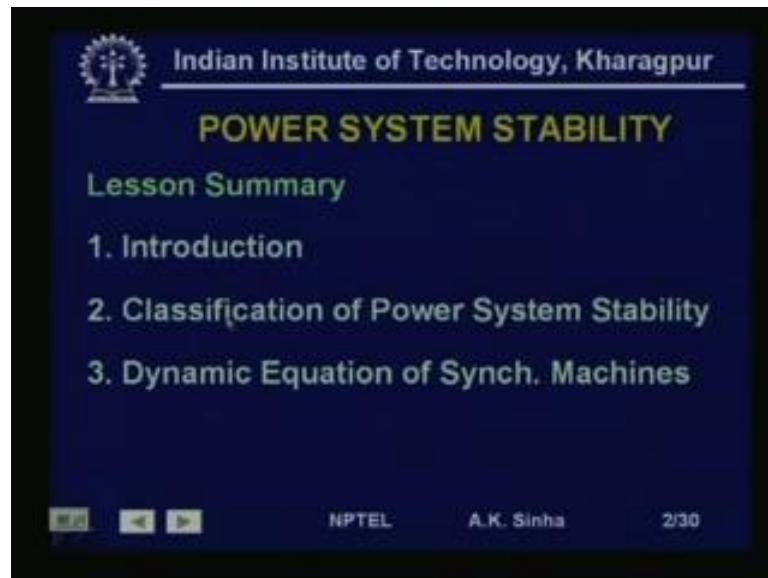 Indian Institute of Technology, Kharagpur
POWER SYSTEM STABILITY
Lesson Summary
1. Introduction
2. Classification of Power System Stability
3. Dynamic Equation of Synch. Machines
NPTEL A.K. Sinha 2/30